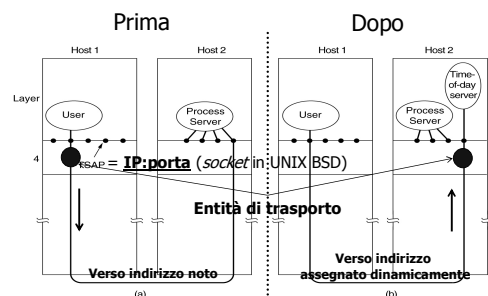 Prima Dopo
Host 1 Host 2 Host 1 Host 2
Time-
of-day
server
Layer
User
Process
Server
User
Process
Server
4
TSAP = IP:porta (socket in UNIX BSD)
Entità di trasporto
Verso indirizzo noto
Verso indirizzo
assegnato dinamicamente
(a) (b)